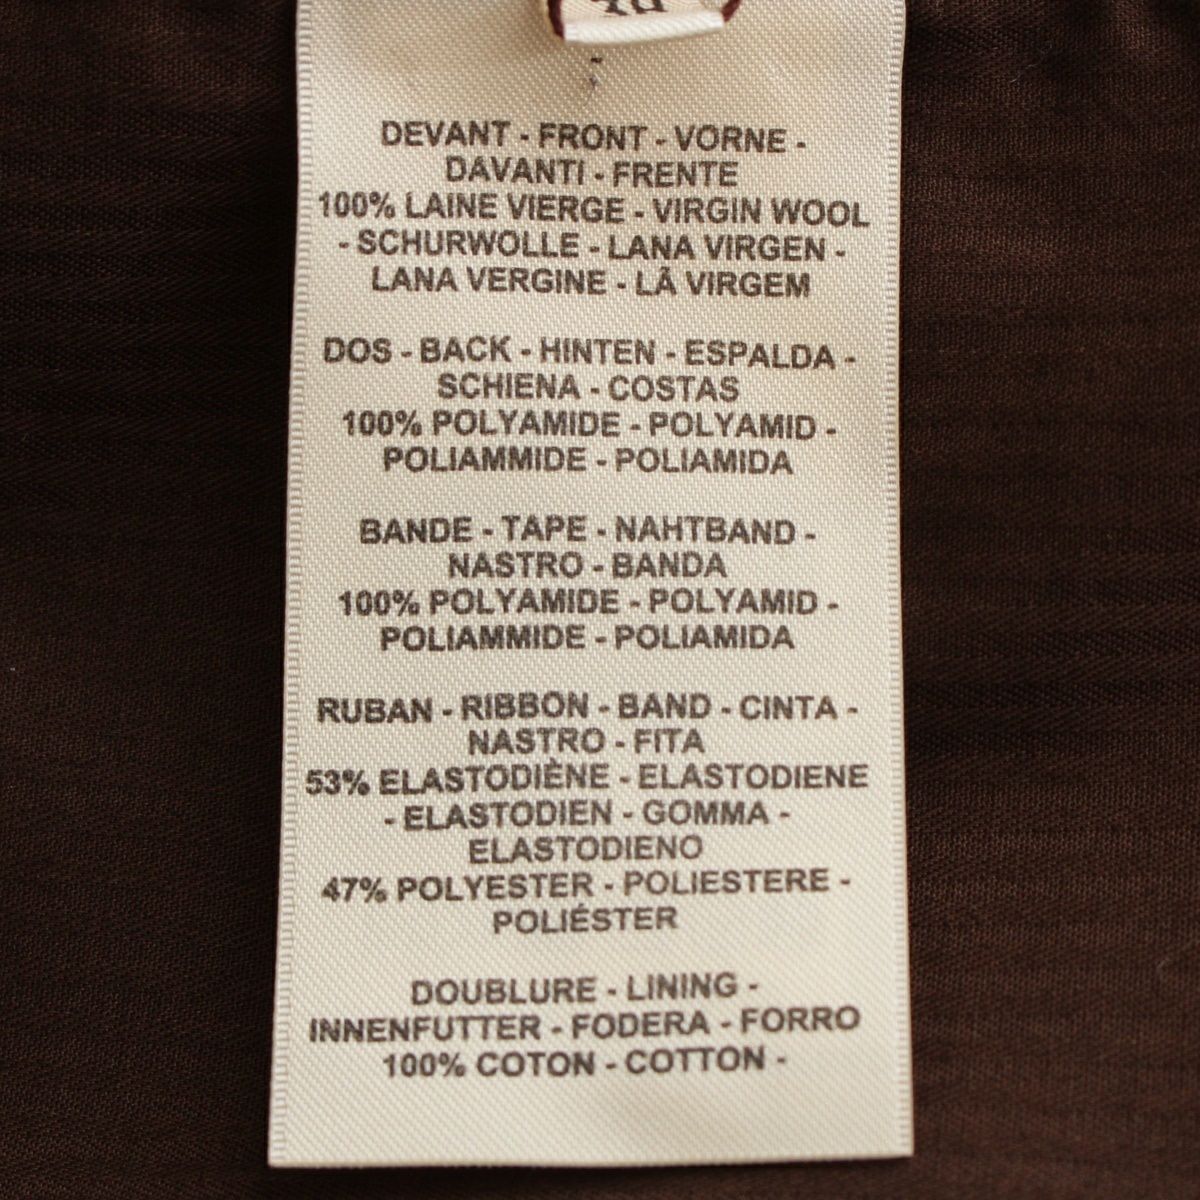 DEVANT - FRONT - VORNE -
DAVANTI - FRENTE
100% LAINE VIERGE - VIRGIN WOOL
- SCHURWOLLE - LANA VIRGEN -
LANA VERGINE - LÃ VIRGEM
DOS - BACK - HINTEN - ESPALDA -
SCHIENA - COSTAS
100% POLYAMIDE - POLYAMID -
POLIAMMIDE - POLIAMIDA
BANDE - TAPE - NAHTBAND -
NASTRO - BANDA
100% POLYAMIDE - POLYAMID -
POLIAMMIDE - POLIAMIDA
RUBAN - RIBBON - BAND - CINTA -
NASTRO - FITA
53% ELASTODIÈNE - ELASTODIENE
- ELASTODIEN - GOMMA -
ELASTODIENO
47% POLYESTER - POLIESTERE -
POLIÉSTER
DOUBLURE - LINING -
INNENFUTTER - FODERA - FORRO
100% COTON - COTTON -